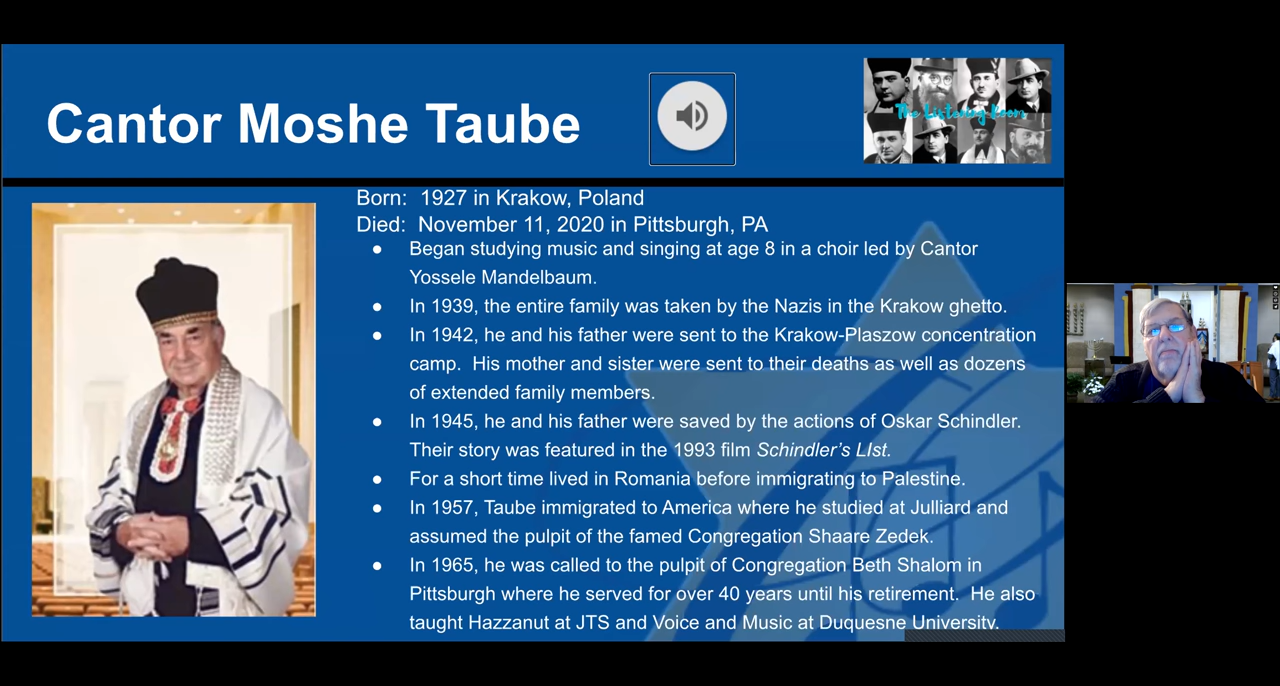 Cantor Moshe Taube
The Listening Room
Born: 1927 in Krakow, Poland
Died: November 11, 2020 in Pittsburgh, PA
● Began studying music and singing at age 8 in a choir led by Cantor
Yossele Mandelbaum.
● In 1939, the entire family was taken by the Nazis in the Krakow ghetto.
● In 1942, he and his father were sent to the Krakow-Plaszow concentration
camp. His mother and sister were sent to their deaths as well as dozens
of extended family members.
● In 1945, he and his father were saved by the actions of Oskar Schindler.
Their story was featured in the 1993 film Schindler's LIst.
● For a short time lived in Romania before immigrating to Palestine.
● In 1957, Taube immigrated to America where he studied at Julliard and
assumed the pulpit of the famed Congregation Shaare Zedek.
● In 1965, he was called to the pulpit of Congregation Beth Shalom in
Pittsburgh where he served for over 40 years until his retirement. He also
taught Hazzanut at JTS and Voice and Music at Duquesne University.